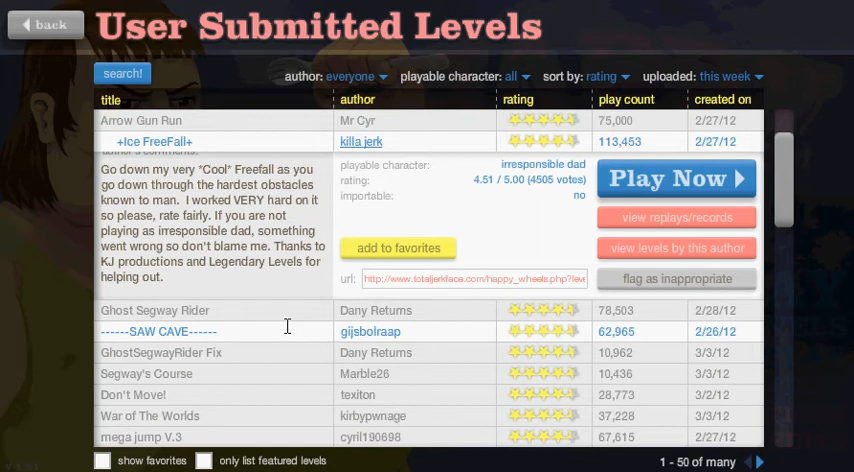 back
User Submitted Levels
search!
author: everyone playable character: all sort by: rating uploaded: this week
title author rating play count created on
Arrow Gun Run Mr Cyr 75,000 2/27/12
+Ice FreeFall+ killa jerk 113,453 2/27/12
author's comments:
Go down my very *Cool* Freefall as you
go down through the hardest obstacles
known to man. I worked VERY hard on it
so please, rate fairly. If you are not
playing as irresponsible dad, something
went wrong so don't blame me. Thanks to
KJ productions and Legendary Levels for
helping out.
playable character: irresponsible dad
rating: 4.51 / 5.00 (4505 votes)
importable: no
add to favorites
url: http://www.totaljerkface.com/happy_wheels.php?leve
Play Now
view replays/records
view levels by this author
flag as inappropriate
Ghost Segway Rider Dany Returns 78,503 2/28/12
------SAW CAVE------ gijsbolraap 62,965 2/26/12
GhostSegwayRider Fix Dany Returns 10,962 3/3/12
Segway's Course Marble26 10,436 3/3/12
Don't Move! texiton 28,773 3/2/12
War of The Worlds kirbypwnage 37,228 3/3/12
mega jump V.3 cyril190698 67,615 2/27/12
show favorites only list featured levels 1 - 50 of many